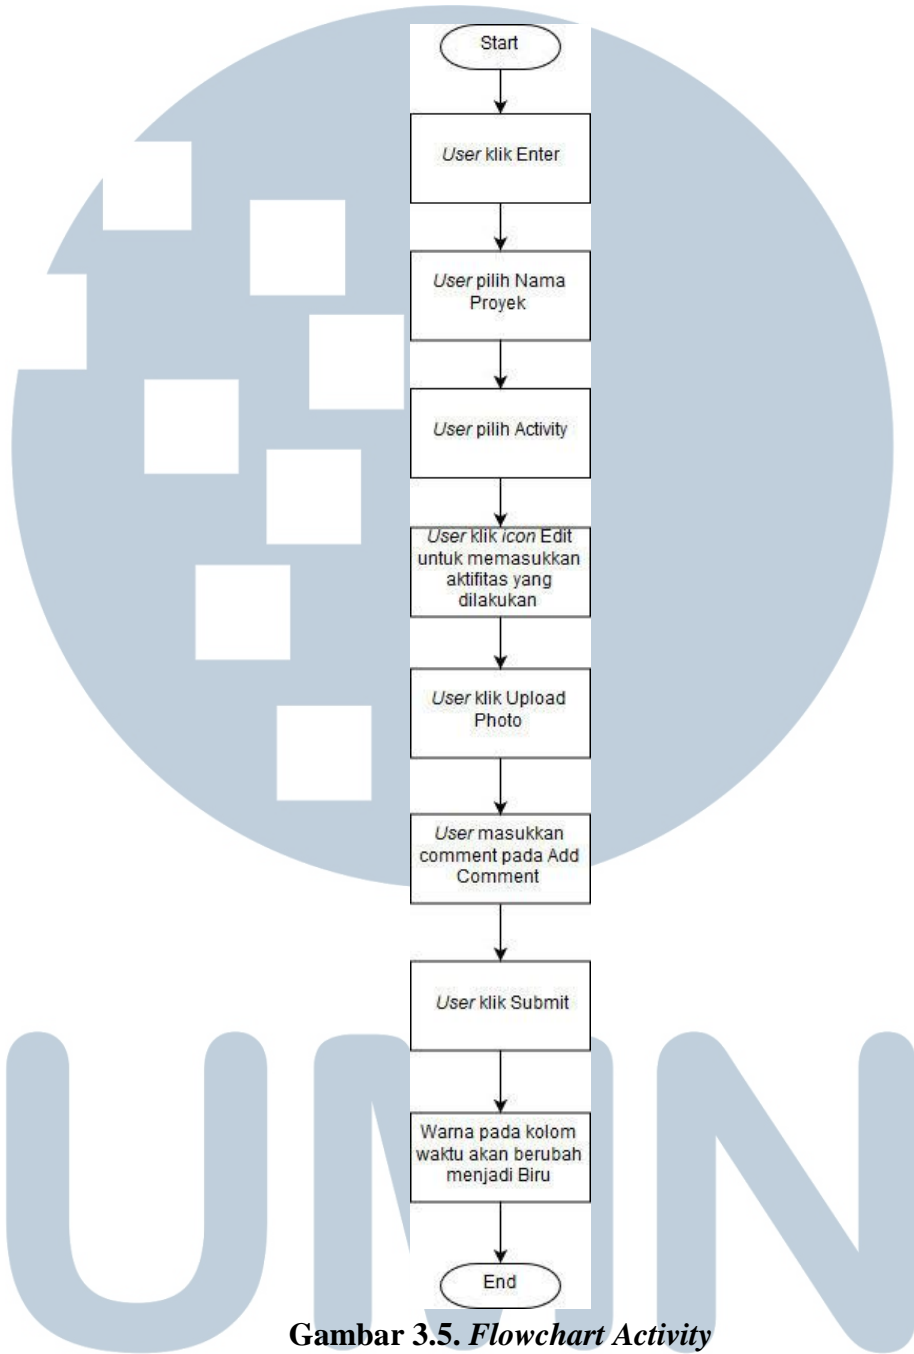 Start
User klik Enter
User pilih Nama
Proyek
User pilih Activity
User klik icon Edit
untuk memasukkan
aktifitas yang
dilakukan
User klik Upload
Photo
User masukkan
comment pada Add
Comment
User klik Submit
Warna pada kolom
waktu akan berubah
menjadi Biru
End
UMN
Gambar 3.5. Flowchart Activity